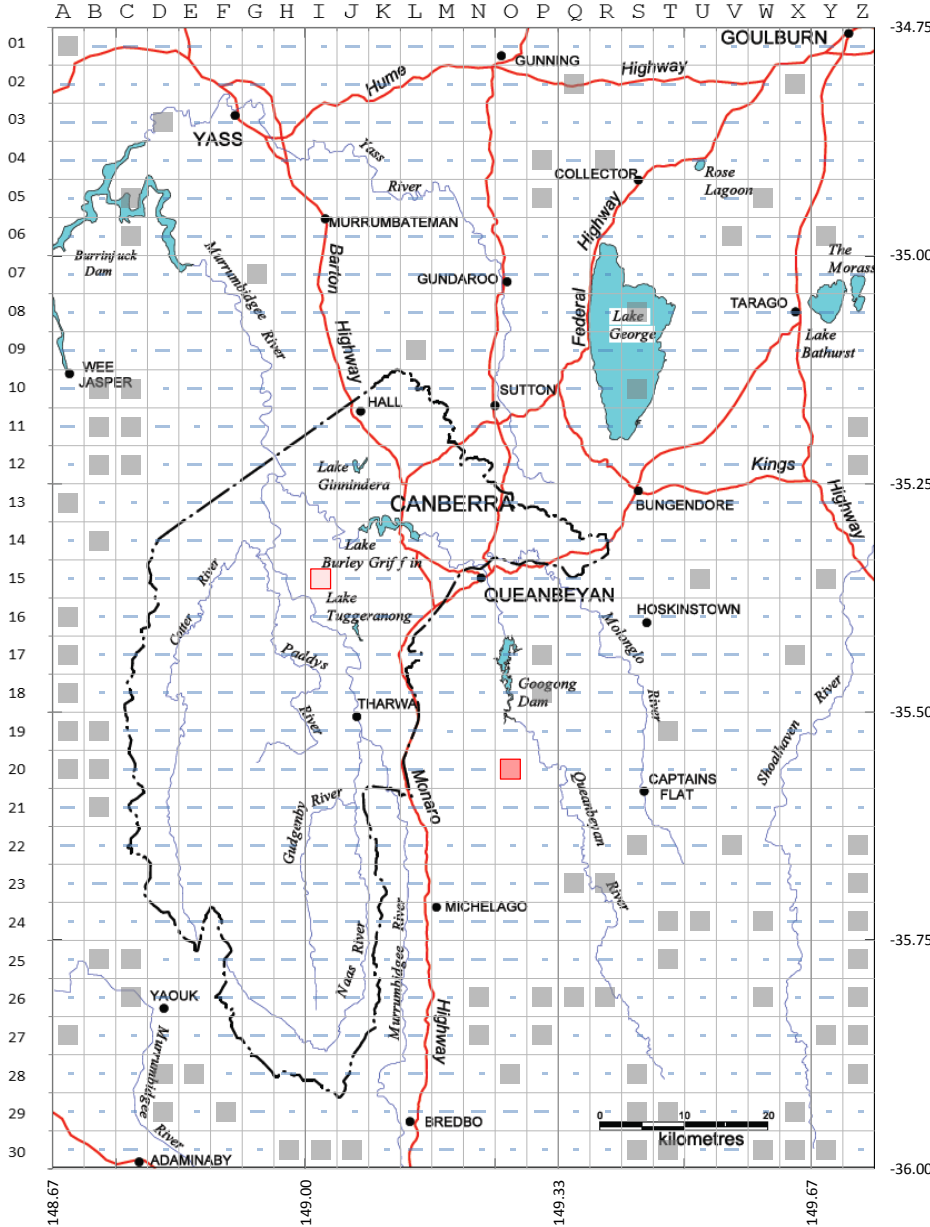 A B C D E F G H I J K L M N O P Q R S T U V W X Y Z
-34.75
GOULBURN
01
GUNNING
Hume
Highway
02
03
YASS
Yass
River
04
COLLECTOR
Rose
Lagoon
05
MURRUMBATEMAN
Highway
06
Burrinjuck
Dam
Murrumbidgee
River
Barton
Highway
-35.00
The
Morass
07
GUNDAROO
Federal
TARAGO
08
Lake
George
Lake
Bathurst
09
WEE
JASPER
10
SUTTON
HALL
11
12
Lake
Ginnindera
Kings
Highway
-35.25
13
CANBERRA
BUNGENDORE
14
Lake
Burley Griffin
15
River
Cotter
QUEANBEYAN
Lake
Tuggeranong
HOSKINSTOWN
16
Molonglo
River
17
Paddys
River
18
Googong
Dam
River
Shoalhaven
THARWA
-35.50
19
20
Monaro
Queanbeyan
River
CAPTAINS
FLAT
21
River
Gudgenby
22
23
MICHELAGO
24
River
Naas
River
Murrumbidgee
-35.75
25
26
YAOUK
Highway
27
Murrumbidgee
River
28
29
BREDBO
0 10 20
kilometres
30
ADAMINABY
-36.00
148.67
149.00
149.33
149.67